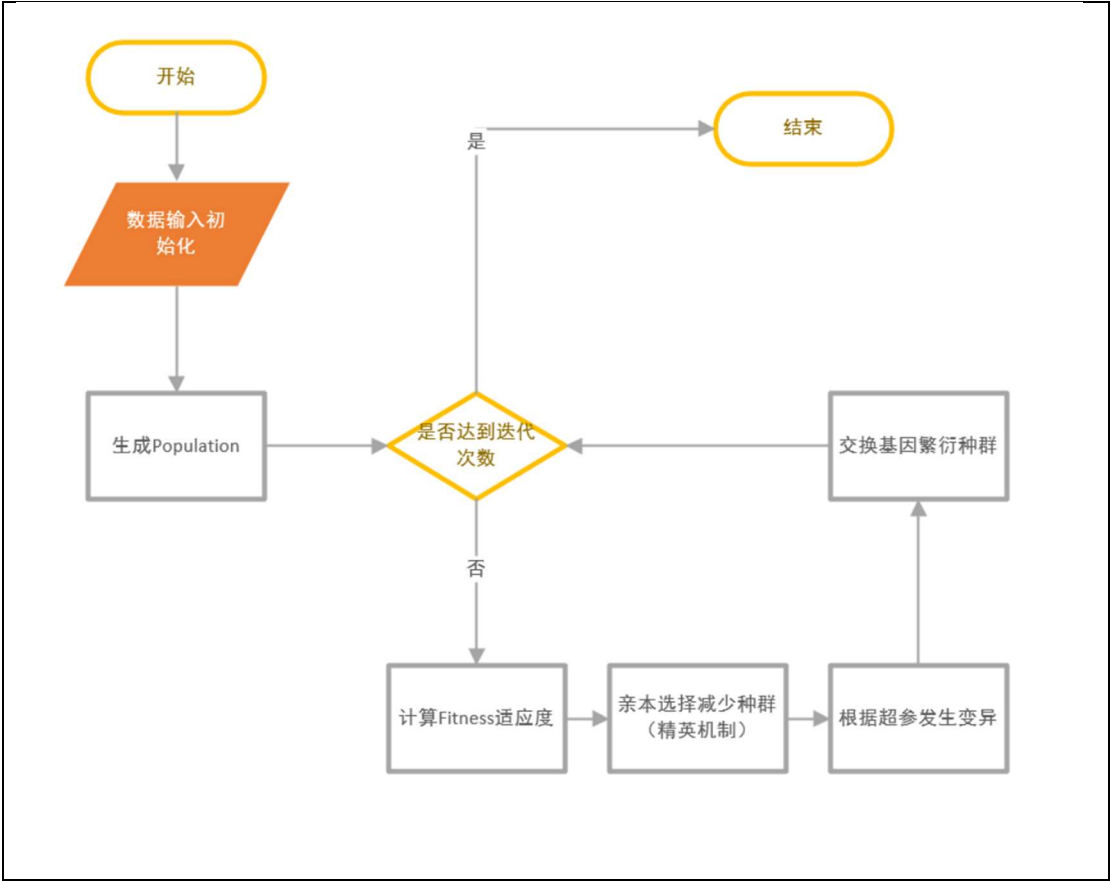 开始
结束
是
数据输入初
始化
生成Population
是否达到迭代
次数
交换基因繁衍种群
否
计算Fitness适应度
亲本选择减少种群
（精英机制）
根据超参发生变异